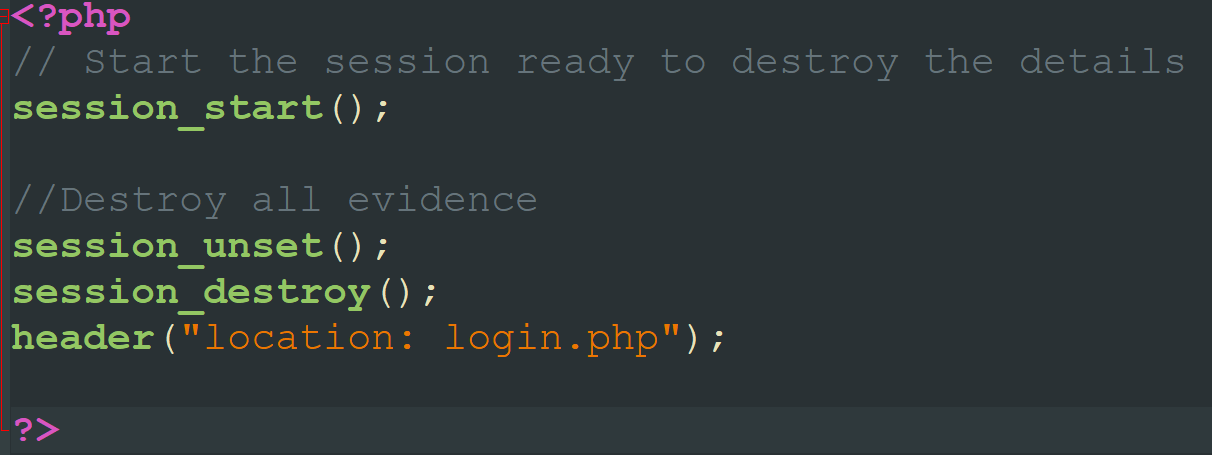 <?php
// Start the session ready to destroy the details
session_start();
//Destroy all evidence
session_unset();
session_destroy();
header("location: login.php");
?>